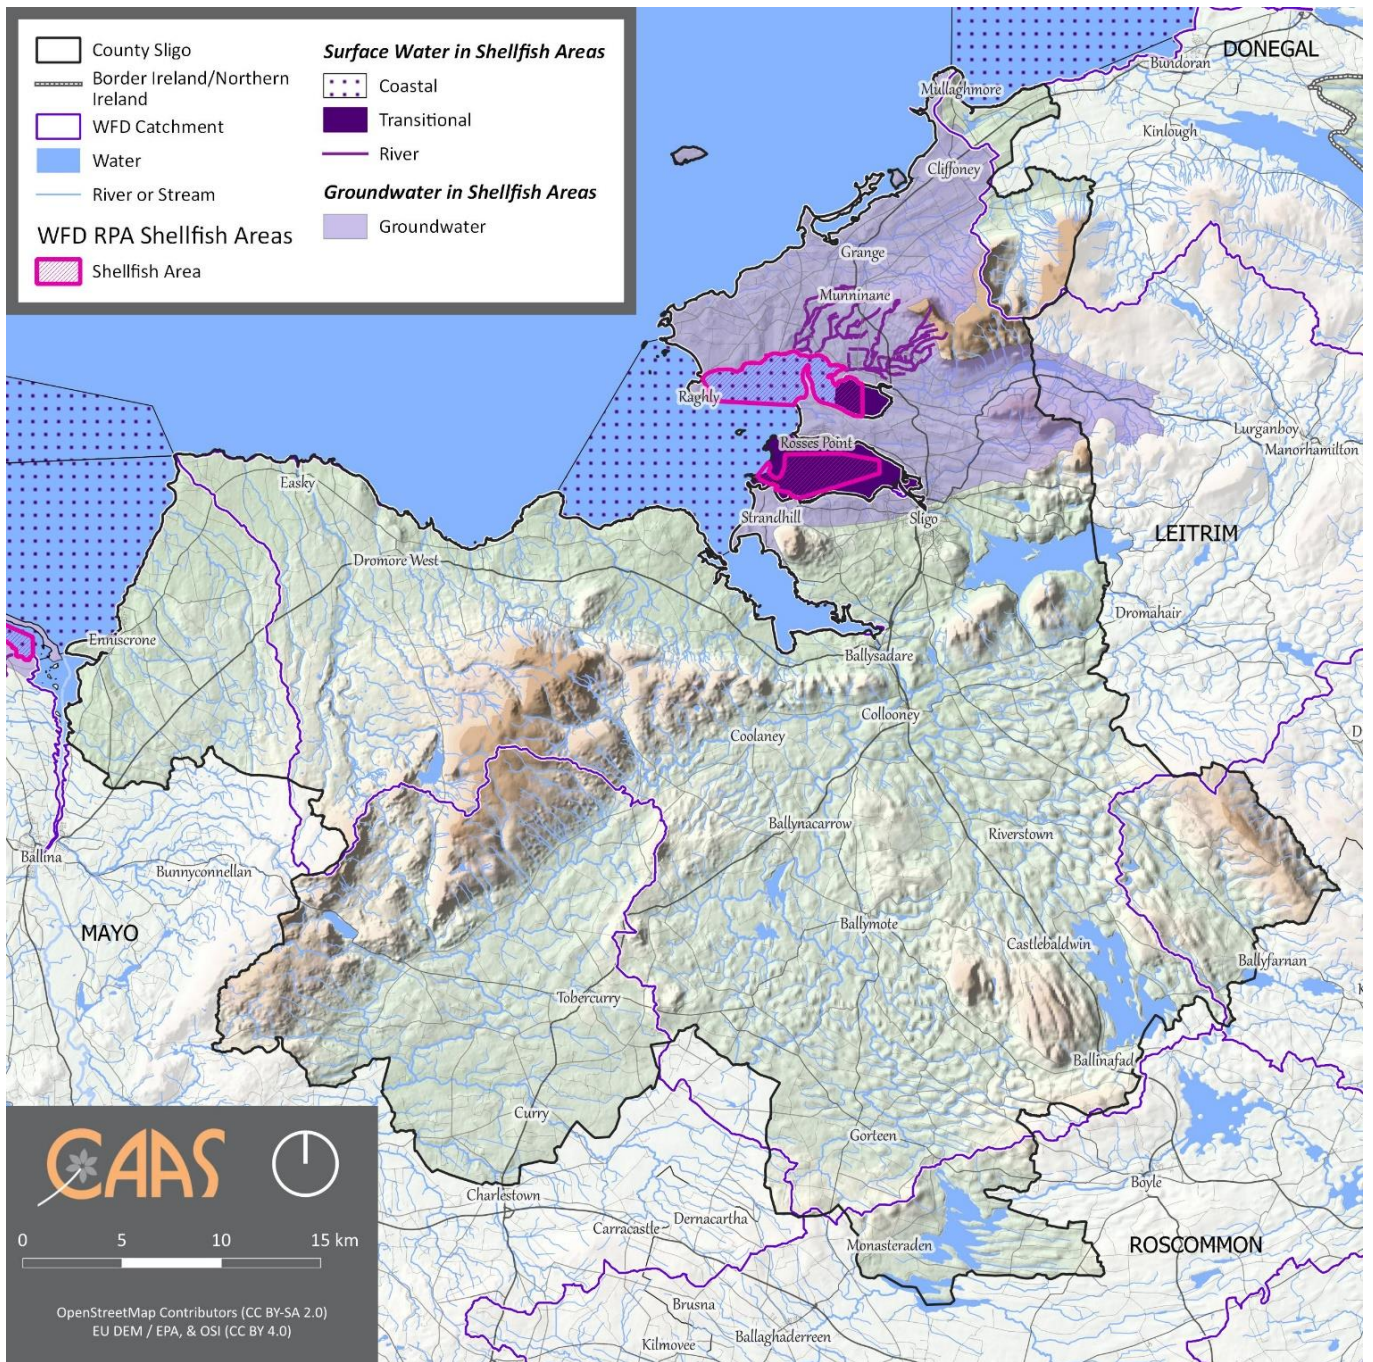 County Sligo
Border Ireland/Northern
Ireland
WFD Catchment
Water
River or Stream
WFD RPA Shellfish Areas
Shellfish Area
Surface Water in Shellfish Areas
Coastal
Transitional
River
Groundwater in Shellfish Areas
Groundwater
DONEGAL
Bundoran
Mullaghmore
Kinlough
Cliffoney
Grange
Munninane
Raghly
Rosses Point
Lurganboy
Manorhamilton
Easky
Strandhill
Sligo
LEITRIM
Dromore West
Dromahair
Enniscrone
Ballysadare
Collooney
Coolaney
Ballynacarrow
Riverstown
Ballina
Bunnyconnellan
MAYO
Ballymote
Castlebaldwin
Ballyfarnan
Tobercurry
Ballinafad
Curry
Gorteen
Charlestown
Boyle
Dernacartha
Carracastle
Monasteraden
ROSCOMMON
Brusna
Ballaghaderreen
Kilmovee
CAAS
0 5 10 15 km
OpenStreetMap Contributors (CC BY-SA 2.0)
EU DEM / EPA, & OSI (CC BY 4.0)